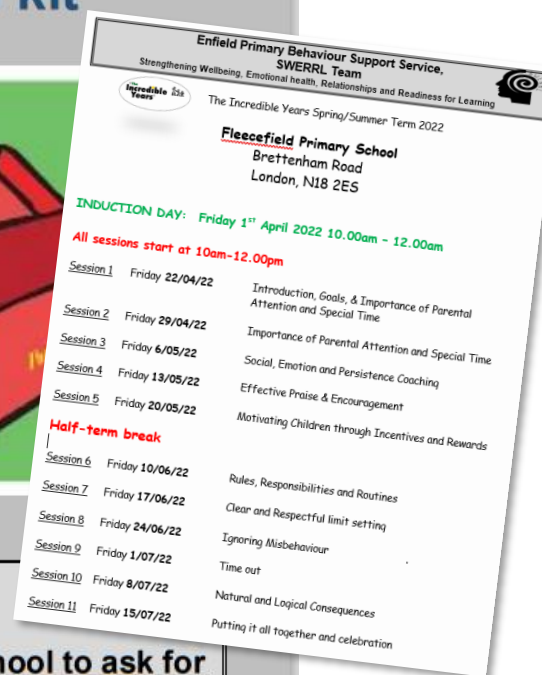 Kit
Enfield Primary Behaviour Support Service,
SWERRL Team
Strengthening Wellbeing, Emotional health, Relationships and Readiness for Learning
The
Incredible
Years
The Incredible Years Spring/Summer Term 2022
Fleecefield Primary School
Brettenham Road
London, N18 2ES
INDUCTION DAY: Friday 1st April 2022 10.00am – 12.00am
All sessions start at 10am-12.00pm
Session 1 Friday 22/04/22 Introduction, Goals, & Importance of Parental
Attention and Special Time
Session 2 Friday 29/04/22 Importance of Parental Attention and Special Time
Session 3 Friday 6/05/22 Social, Emotion and Persistence Coaching
Session 4 Friday 13/05/22 Effective Praise & Encouragement
Session 5 Friday 20/05/22 Motivating Children through Incentives and Rewards
Half-term break
Session 6 Friday 10/06/22 Rules, Responsibilities and Routines
Session 7 Friday 17/06/22 Clear and Respectful limit setting
Session 8 Friday 24/06/22 Ignoring Misbehaviour
Session 9 Friday 1/07/22 Time out
Session 10 Friday 8/07/22 Natural and Logical Consequences
Session 11 Friday 15/07/22 Putting it all together and celebration
hool to ask for